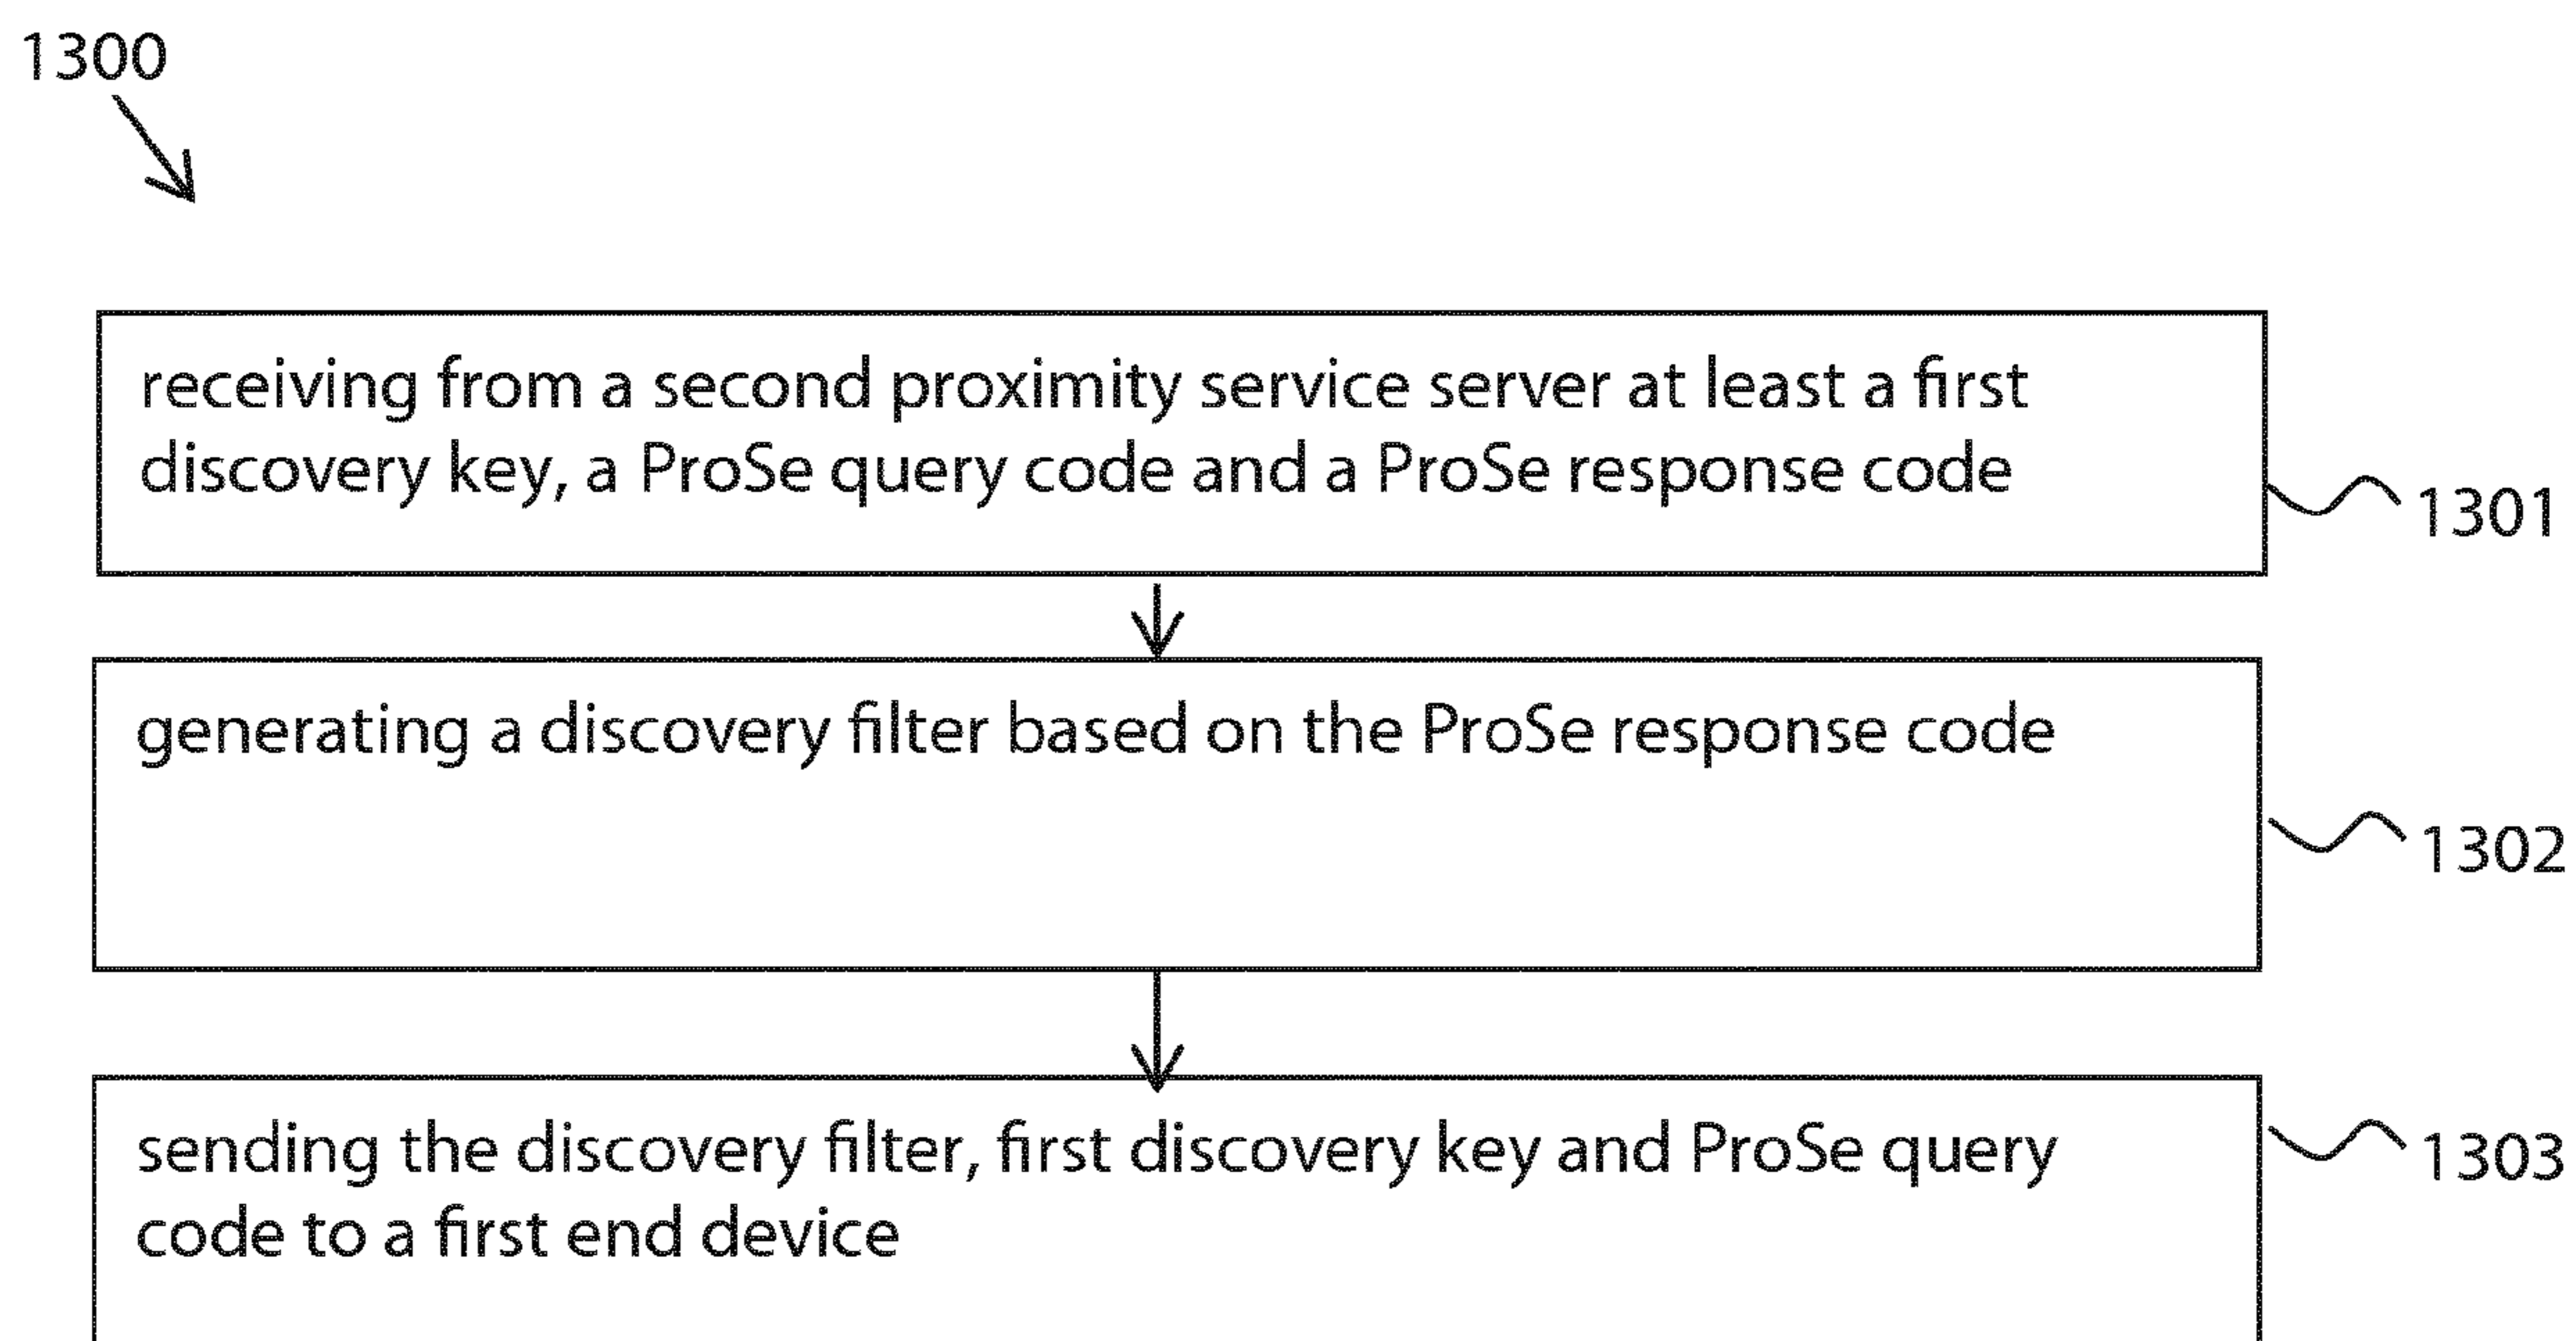 1300
receiving from a second proximity service server at least a first
discovery key, a ProSe query code and a ProSe response code
1301
generating a discovery filter based on the ProSe response code
1302
sending the discovery filter, first discovery key and ProSe query
code to a first end device
1303